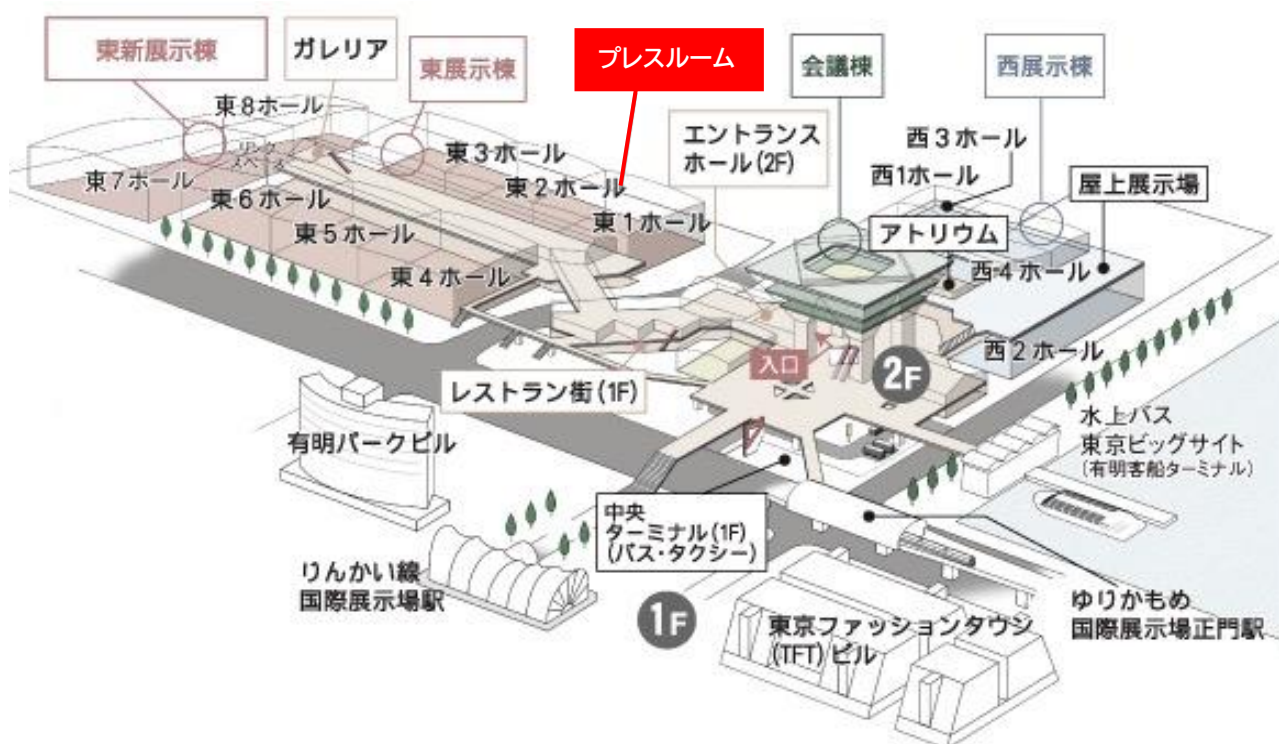 東新展示棟
ガレリア
東展示棟
プレスルーム
会議棟
西展示棟
東8ホール
リンク
スペース
東7ホール
東3ホール
東2ホール
東1ホール
東6ホール
東5ホール
東4ホール
エントランス
ホール(2F)
西3ホール
西1ホール
屋上展示場
アトリウム
西4ホール
西2ホール
入口
2F
レストラン街(1F)
有明パークビル
水上バス
東京ビッグサイト
(有明客船ターミナル)
中央
ターミナル(1F)
(バス・タクシー)
りんかい線
国際展示場駅
1F
東京ファッションタウン
(TFT)ビル
ゆりかもめ
国際展示場正門駅